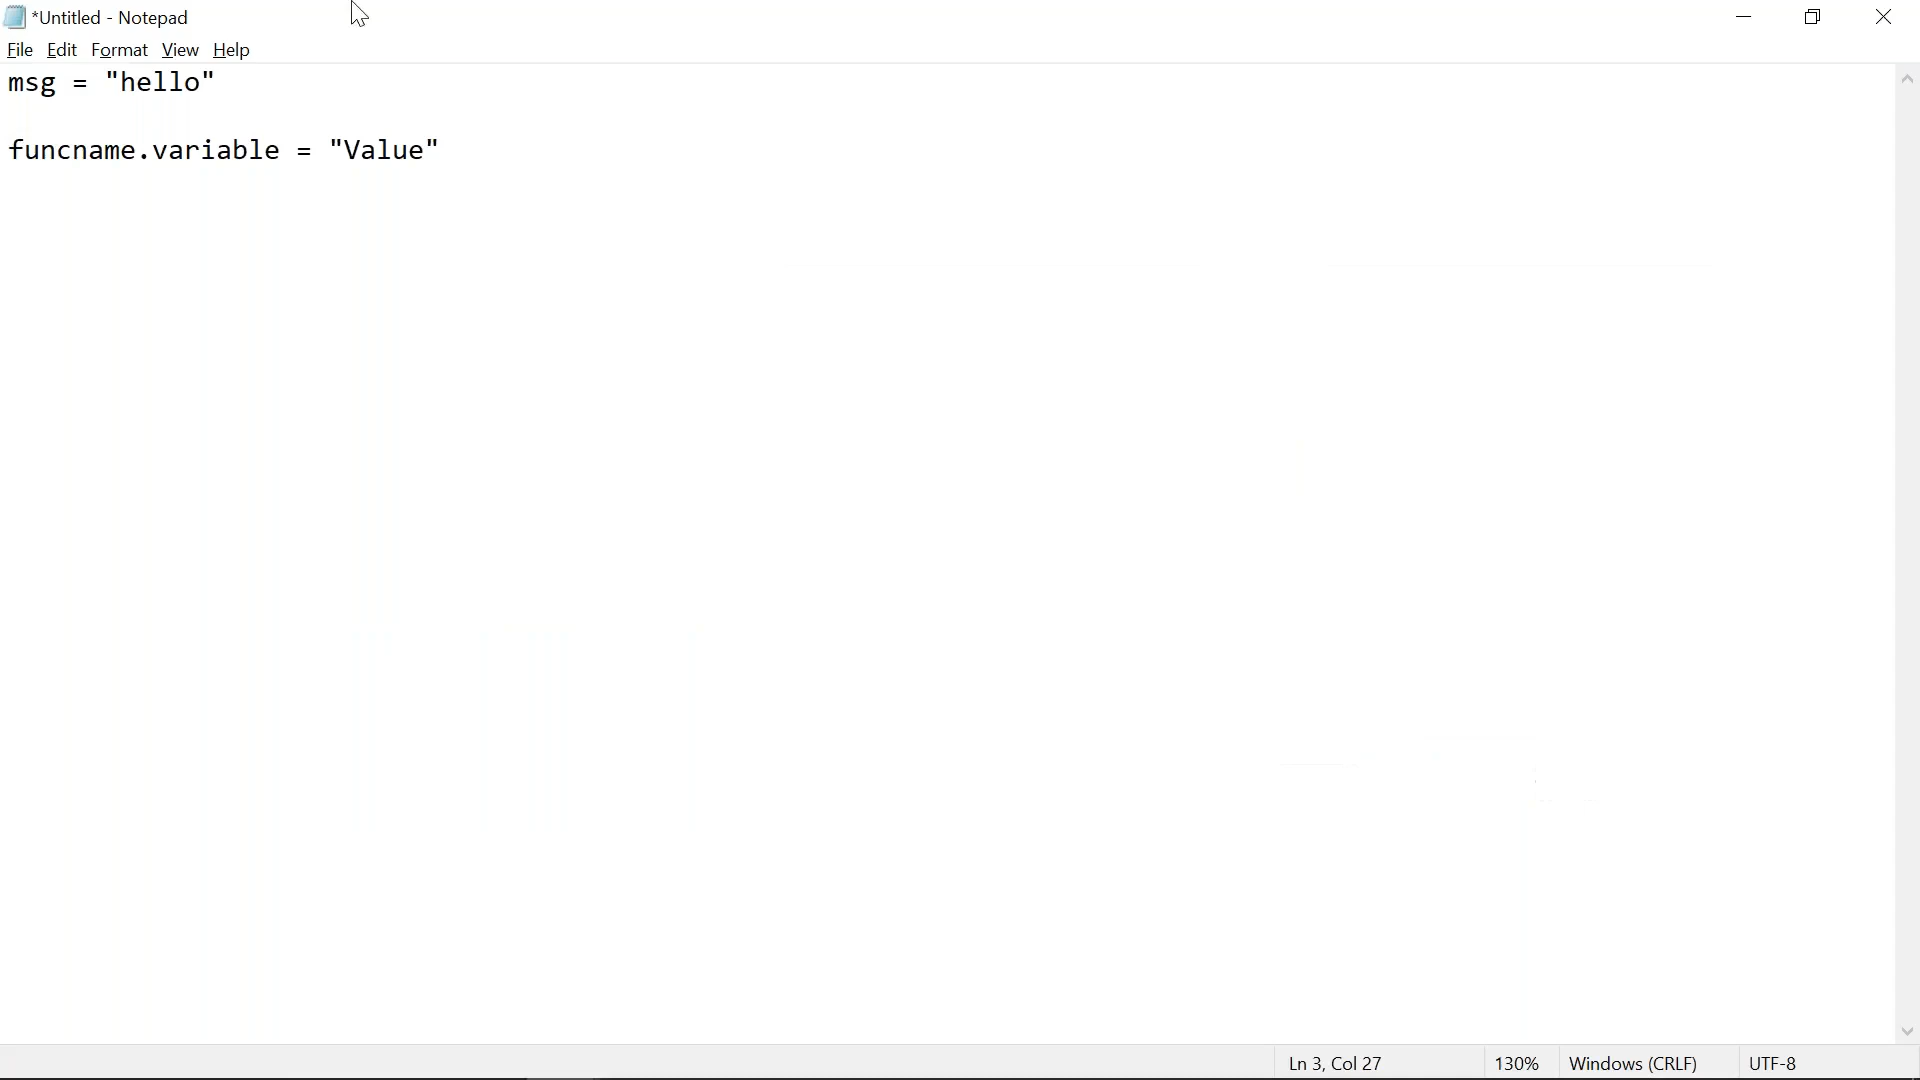 *Untitled - Notepad
File Edit Format View Help
msg = "hello"
funcname.variable = "Value"
Ln 3, Col 27 130% Windows (CRLF) UTF-8